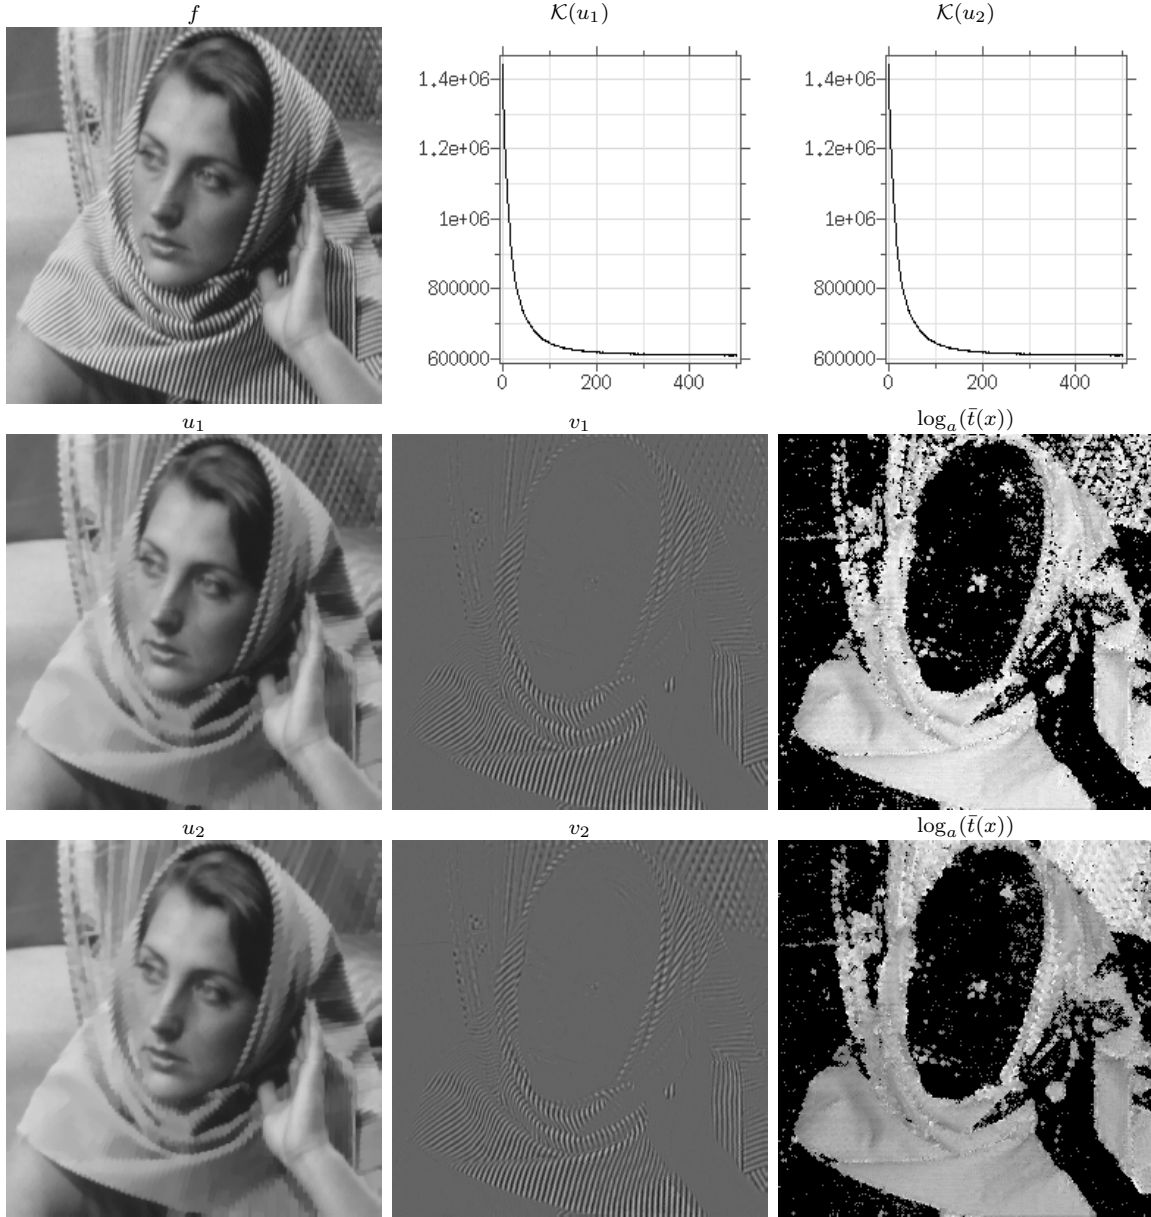 f K(u₁) K(u₂)
1.4e+06 1.4e+06
1.2e+06 1.2e+06
1e+06 1e+06
800000 800000
600000 600000
0 200 400 0 200 400
u₁ v₁ logₐ(t̄(x))
u₂ v₂ logₐ(t̄(x))